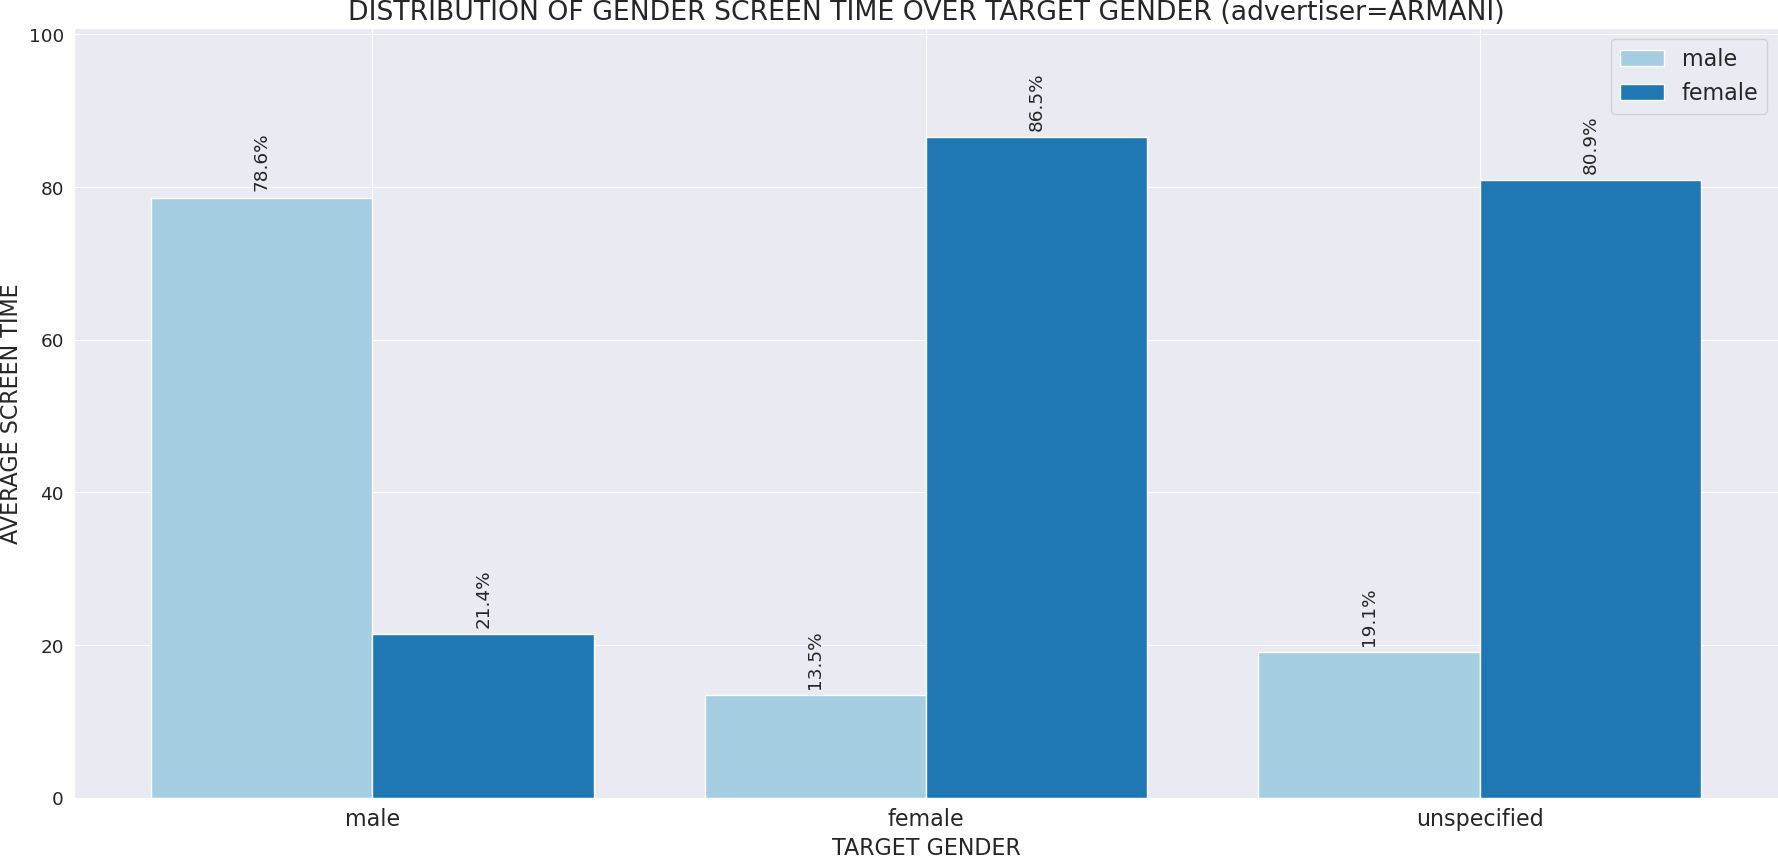 DISTRIBUTION OF GENDER SCREEN TIME OVER TARGET GENDER (advertiser=ARMANI)
male
female
AVERAGE SCREEN TIME
100
80
60
40
20
0
78.6%
21.4%
13.5%
86.5%
19.1%
80.9%
male
female
unspecified
TARGET GENDER